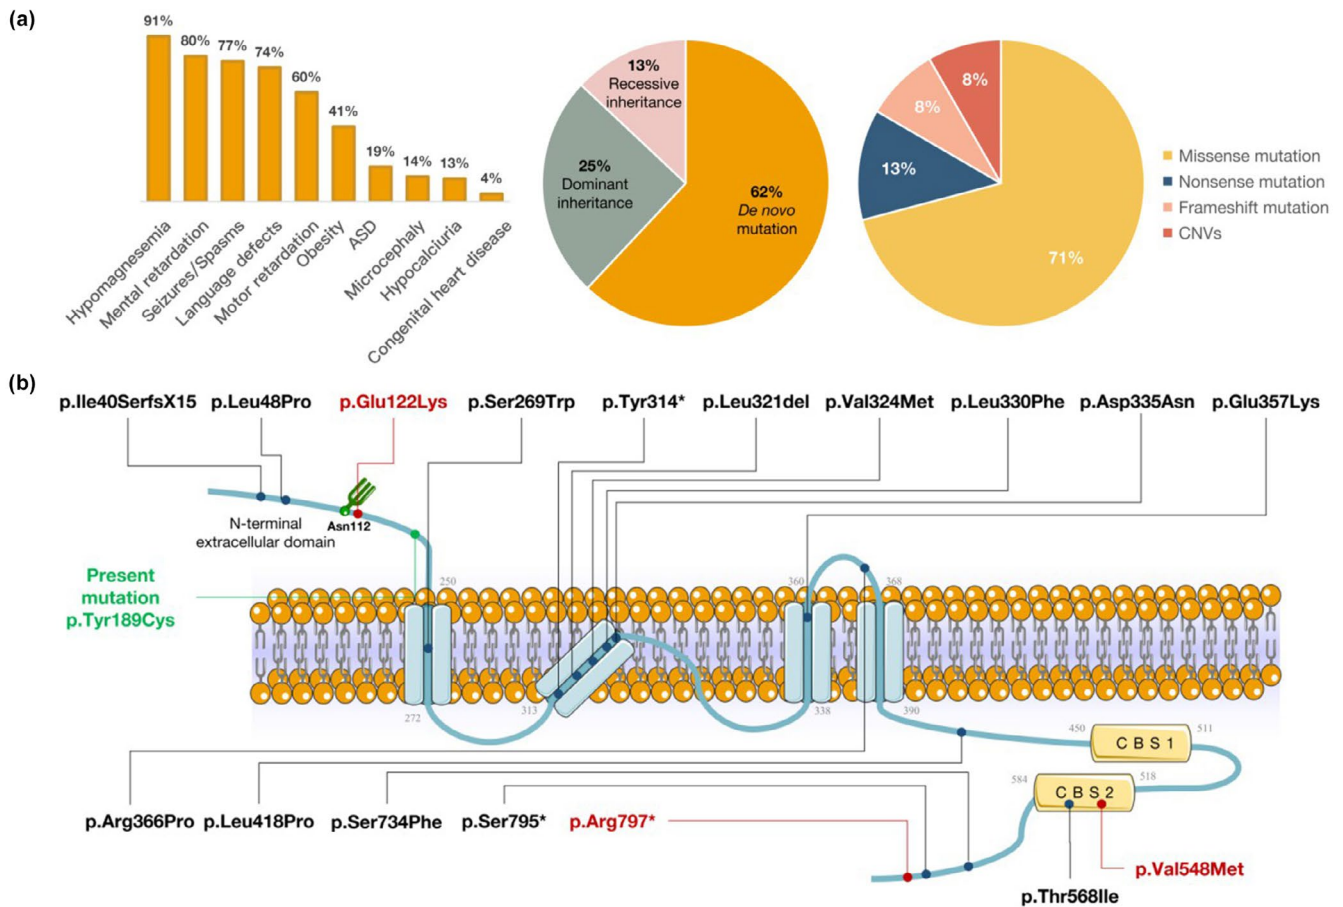 (a)
91%
80%
77%
74%
60%
41%
19%
14%
13%
4%
Hypomagnesemia
Mental retardation
Seizures/Spasms
Language defects
Motor retardation
Obesity
ASD
Microcephaly
Hypocalciuria
Congenital heart disease
13%
Recessive
inheritance
25%
Dominant
inheritance
62%
De novo
mutation
8%
8%
13%
71%
Missense mutation
Nonsense mutation
Frameshift mutation
CNVs
(b)
p.Ile40SerfsX15 p.Leu48Pro p.Glu122Lys p.Ser269Trp p.Tyr314* p.Leu321del p.Val324Met p.Leu330Phe p.Asp335Asn p.Glu357Lys
Asn112
N-terminal
extracellular domain
Present
mutation
p.Tyr189Cys
250
360
368
272
313
338
390
450
511
CBS 1
584
518
CBS 2
p.Arg366Pro p.Leu418Pro p.Ser734Phe p.Ser795* p.Arg797*
p.Val548Met
p.Thr568Ile